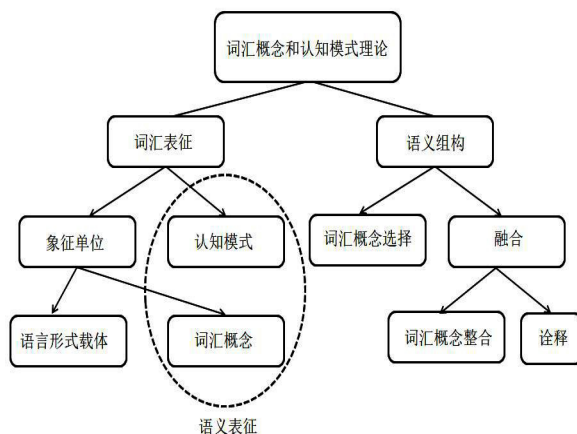 词汇概念和认知模式理论
词汇表征
语义组构
象征单位
认知模式
词汇概念选择
融合
语言形式载体
词汇概念
词汇概念整合
诠释
语义表征